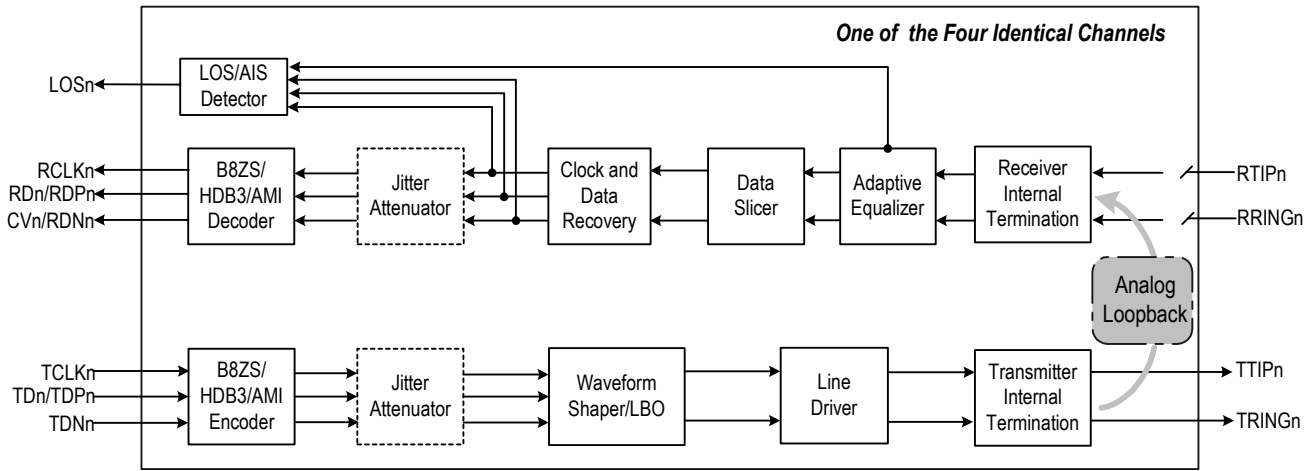 One of the Four Identical Channels
LOSn
LOS/AIS
Detector
RCLKn
RDn/RDPn
CVn/RDNn
B8ZS/
HDB3/AMI
Decoder
Jitter
Attenuator
Clock and
Data
Recovery
Data
Slicer
Adaptive
Equalizer
Receiver
Internal
Termination
RTIPn
RRINGn
Analog
Loopback
TCLKn
TDn/TDPn
TDNn
B8ZS/
HDB3/AMI
Encoder
Jitter
Attenuator
Waveform
Shaper/LBO
Line
Driver
Transmitter
Internal
Termination
TTIPn
TRINGn